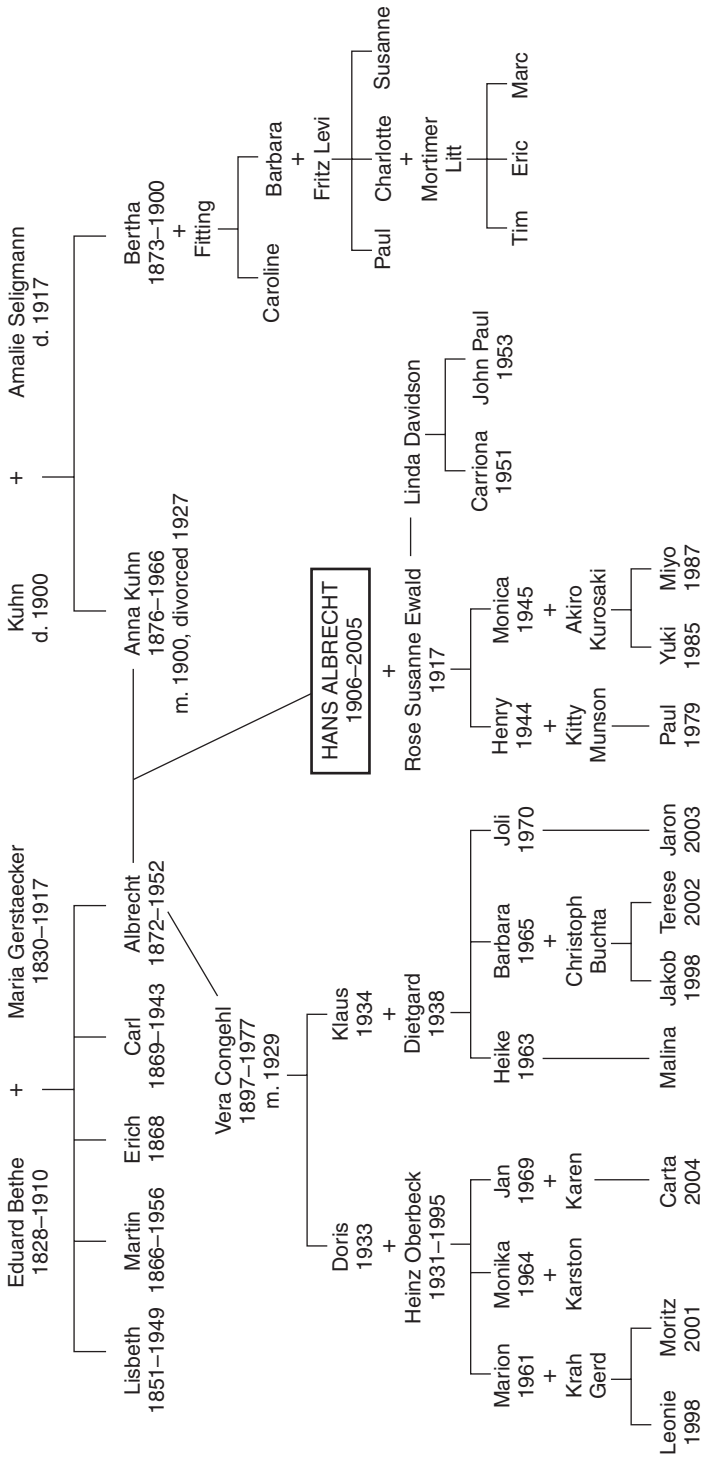 Eduard Bethe
1828–1910
+
Maria Gerstaecker
1830–1917
Lisbeth
1851–1949
Martin
1866–1956
Erich
1868
Carl
1869–1943
Albrecht
1872–1952
Kuhn
d. 1900
+
Amalie Seligmann
d. 1917
Anna Kuhn
1876–1966
m. 1900, divorced 1927
Bertha
1873–1900
+
Fitting
Caroline
Barbara
+
Fritz Levi
Paul
Charlotte
Susanne
+
Mortimer
Litt
Tim
Eric
Marc
Vera Congehl
1897–1977
m. 1929
Doris
1933
+
Heinz Oberbeck
1931–1995
Marion
1961
+
Krah
Gerd
Monika
1964
+
Karston
Jan
1969
+
Karen
Leonie
1998
Moritz
2001
Carta
2004
Klaus
1934
+
Dietgard
1938
Heike
1963
Barbara
1965
+
Christoph
Buchta
Joli
1970
Malina
Jakob
1998
Terese
2002
Jaron
2003
HANS ALBRECHT
1906–2005
+
Rose Susanne Ewald
1917
Linda Davidson
Henry
1944
+
Kitty
Munson
Monica
1945
+
Akiro
Kurosaki
Paul
1979
Yuki
1985
Miyo
1987
Carriona
1951
John Paul
1953